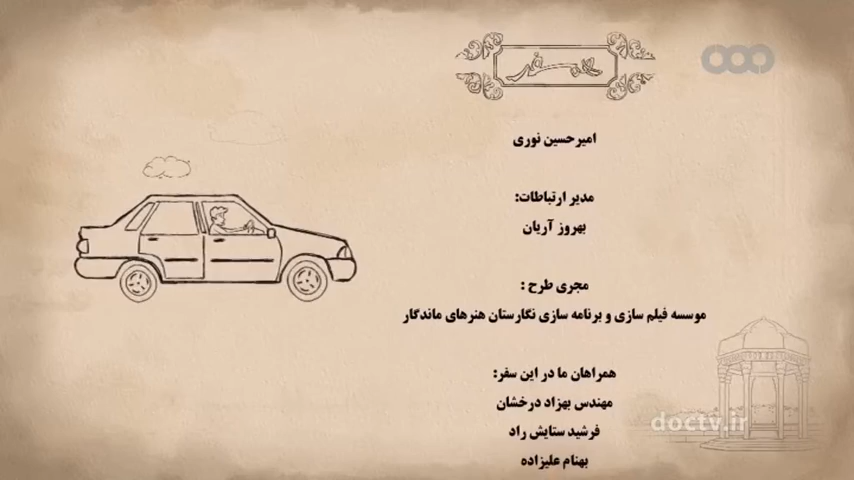 امیرحسین نوری
مدیر ارتباطات:
بهروز آریان
مجری طرح :
موسسه فیلم سازی و برنامه سازی نگارستان هنرهای ماندگار
همراهان ما در این سفر:
مهندس بهزاد درخشان
فرشید ستایش راد
بهنام علیزاده
doctv.ir